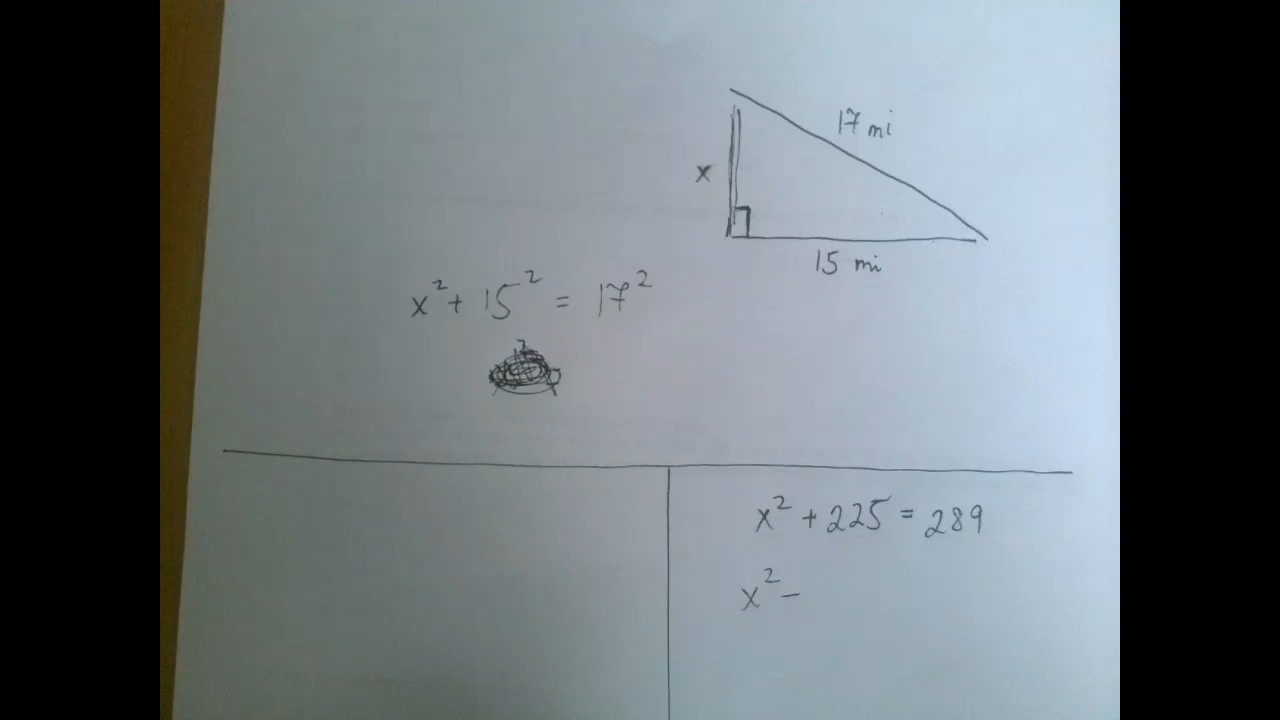 17 mi
x
15 mi
x² + 15² = 17²
x² + 225 = 289
x² –